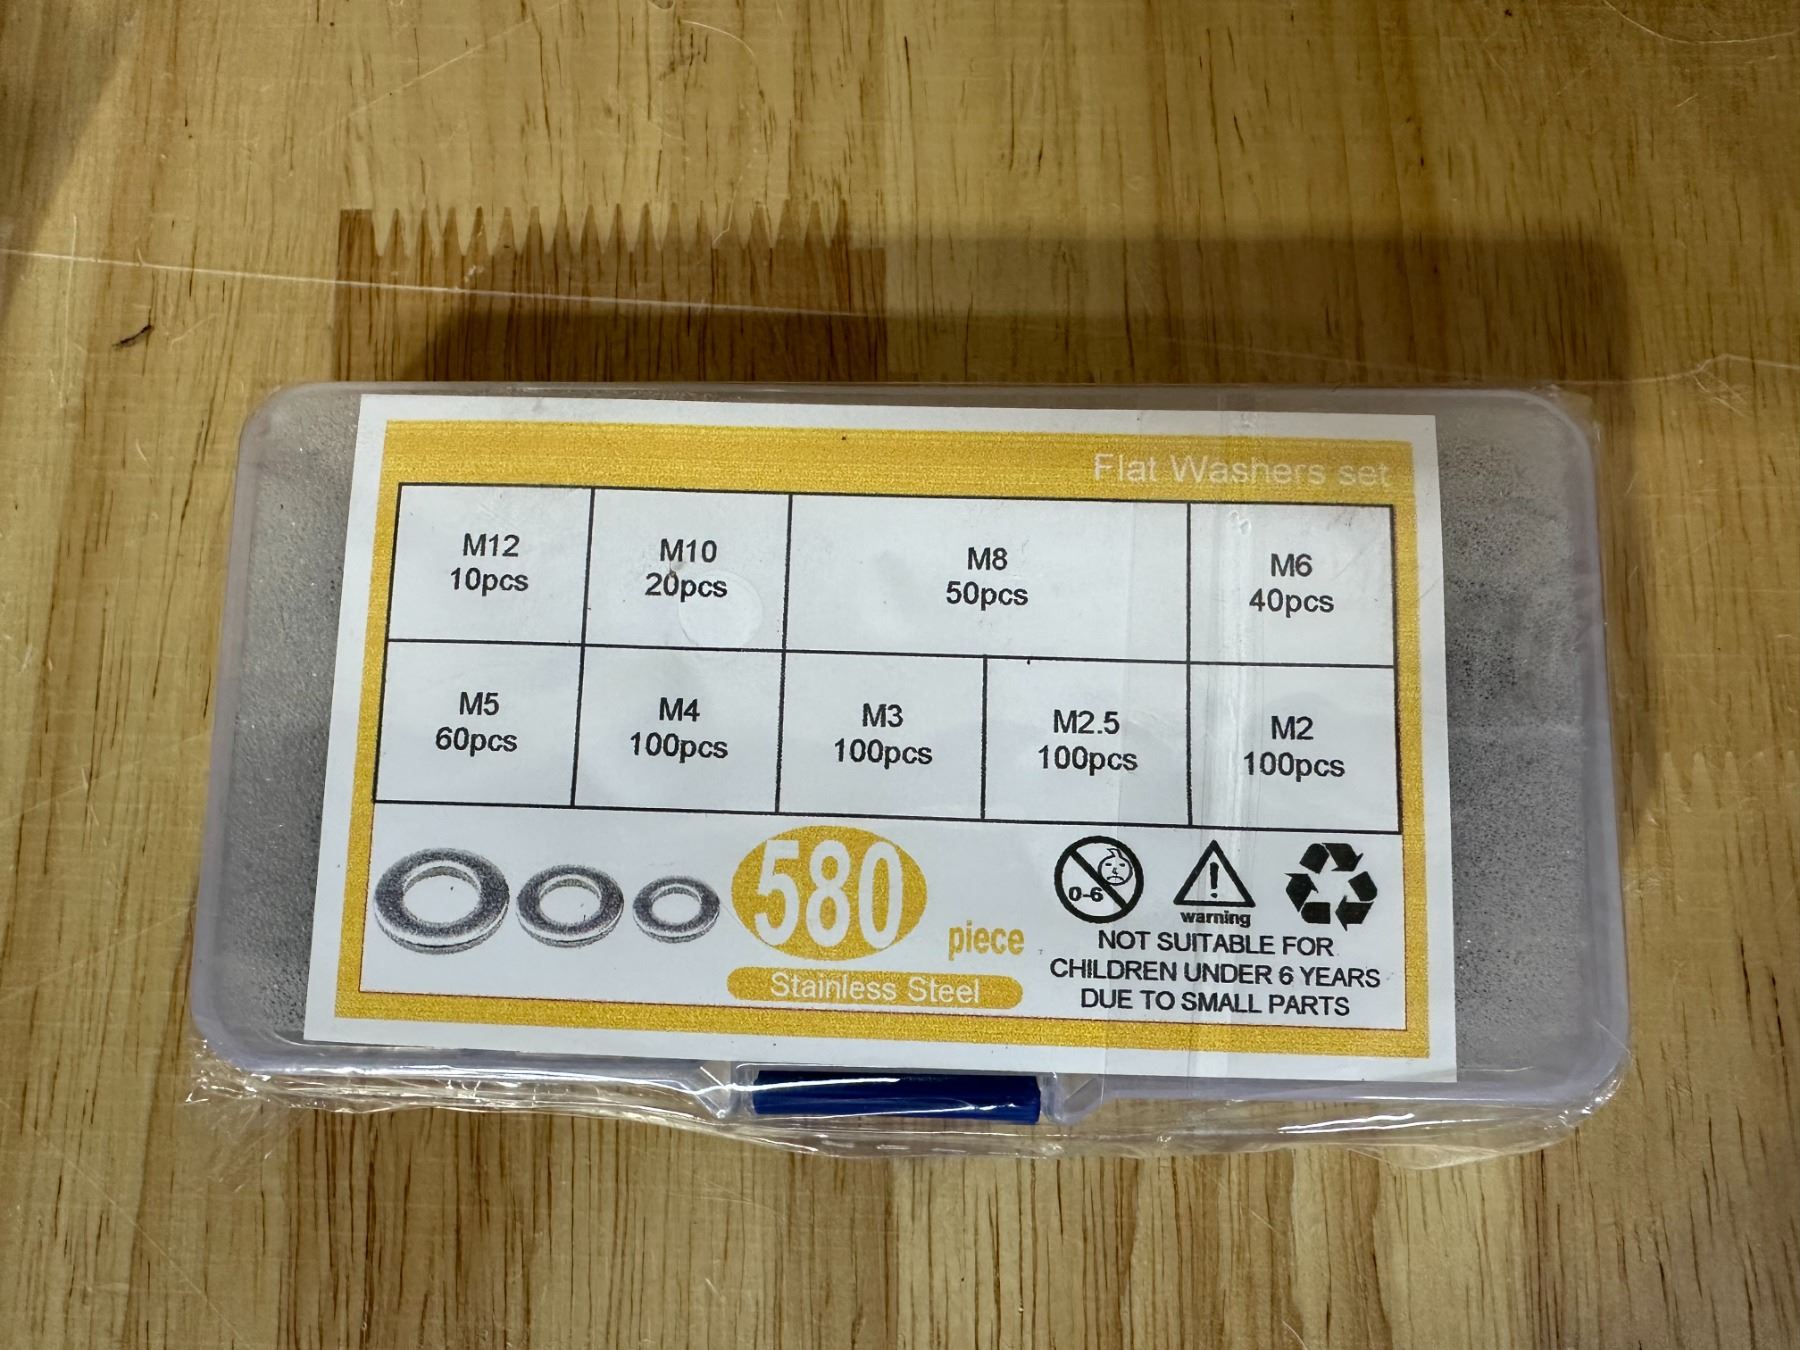 Flat Washers set
M12
10pcs
M10
20pcs
M8
50pcs
M6
40pcs
M5
60pcs
M4
100pcs
M3
100pcs
M2.5
100pcs
M2
100pcs
580
piece
Stainless Steel
0-6
warning
NOT SUITABLE FOR
CHILDREN UNDER 6 YEARS
DUE TO SMALL PARTS